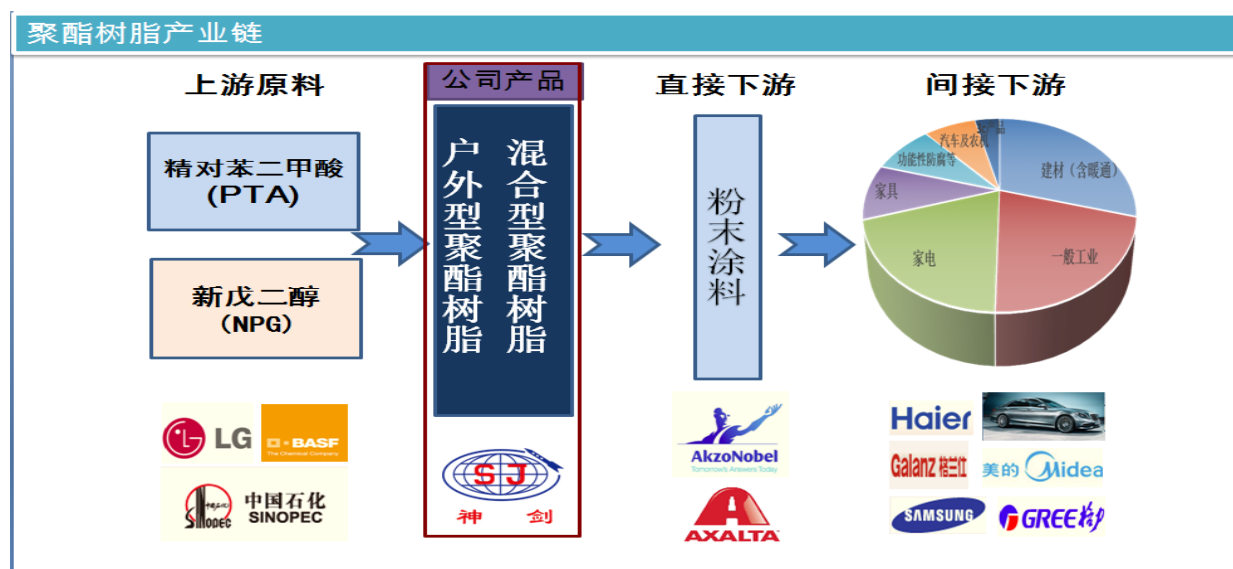 聚酯树脂产业链
上游原料
公司产品
直接下游
间接下游
精对苯二甲酸
(PTA)
新戊二醇
(NPG)
户外型聚酯树脂
混合型聚酯树脂
粉末涂料
汽车及农机
功能性防腐等
家具
家电
建材（含暖通）
一般工业
LG
BASF
The Chemical Company
SINOPEC
中国石化
SINOPEC
SJ
神剑
AkzoNobel
Tomorrow's Answers Today
AXALTA
Haier
Galanz 格兰仕
美的 Midea
SAMSUNG
GREE 格力